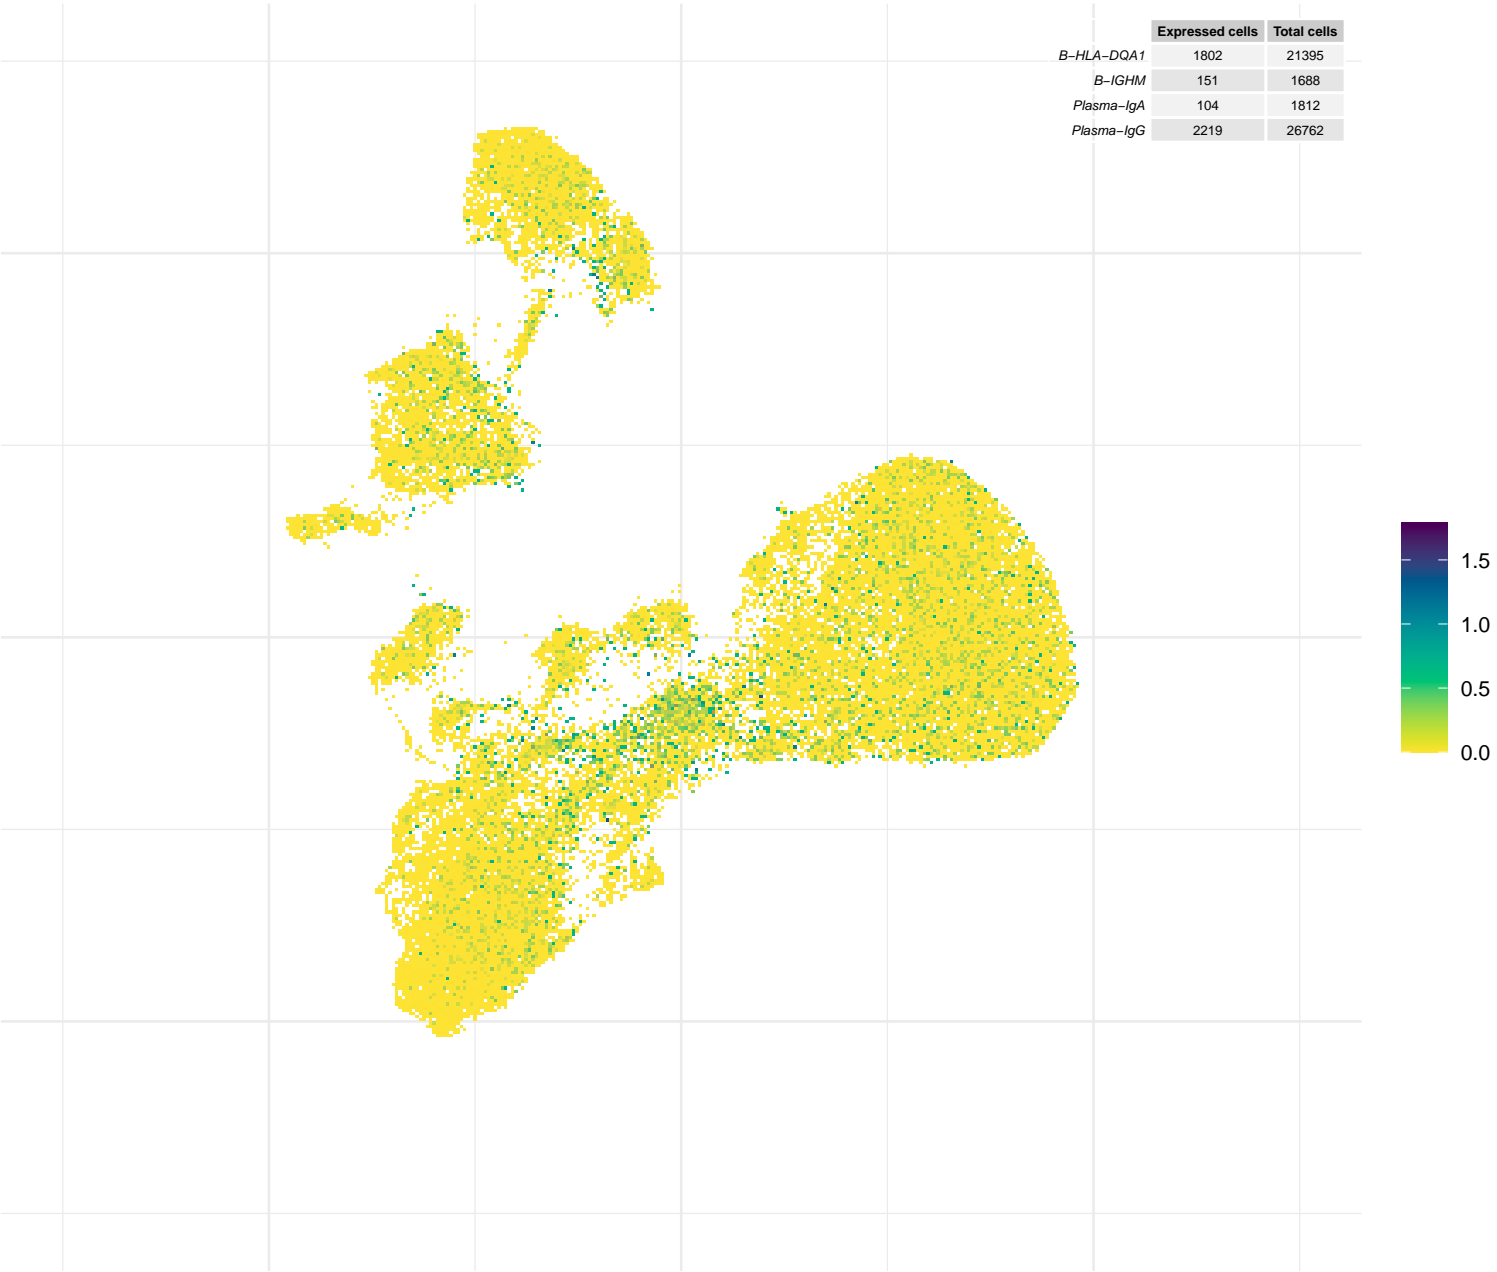 Expressed cells Total cells
B−HLA−DQA1 1802 21395
B−IGHM 151 1688
Plasma−IgA 104 1812
Plasma−IgG 2219 26762
1.5
1.0
0.5
0.0